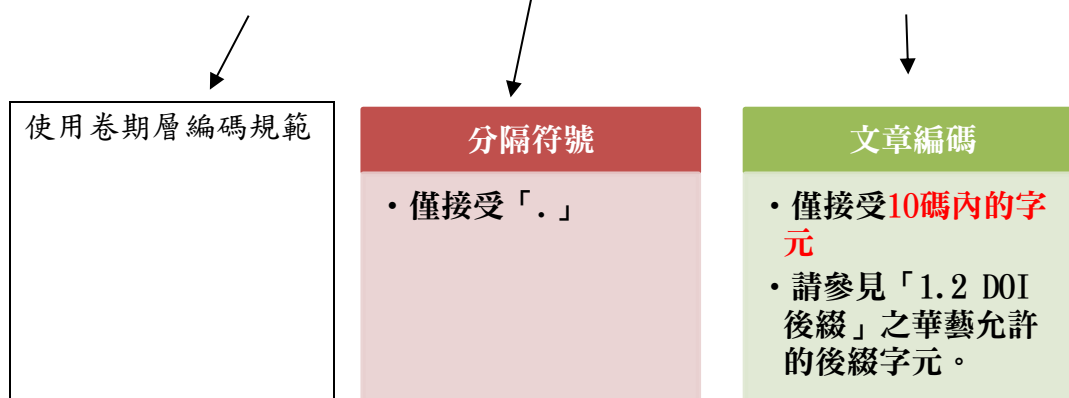 使用卷期層編碼規範
分隔符號
・僅接受「.」
文章編碼
・僅接受10碼內的字
元
・請參見「1.2 DOI
後綴」之華藝允許
的後綴字元。